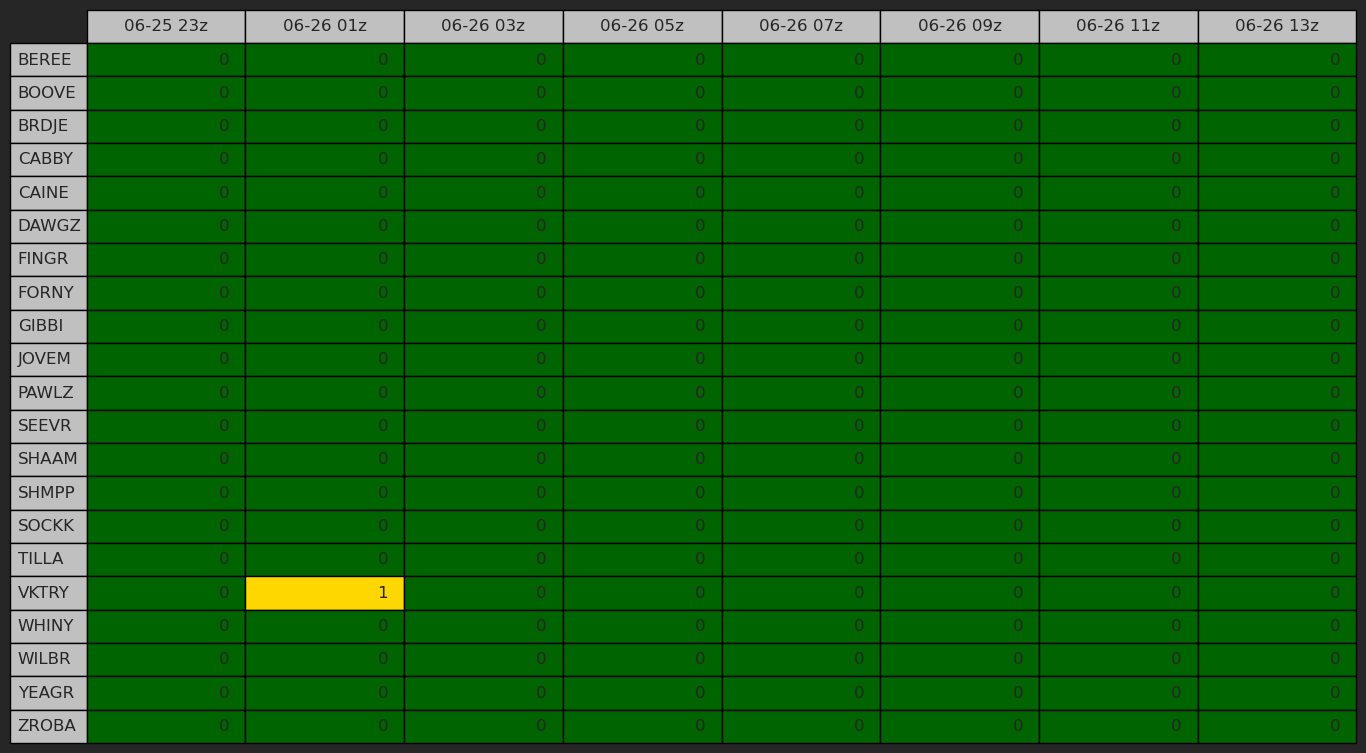 06-25 23z 06-26 01z 06-26 03z 06-26 05z 06-26 07z 06-26 09z 06-26 11z 06-26 13z
BEREE 0 0 0 0 0 0 0 0
BOOVE 0 0 0 0 0 0 0 0
BRDJE 0 0 0 0 0 0 0 0
CABBY 0 0 0 0 0 0 0 0
CAINE 0 0 0 0 0 0 0 0
DAWGZ 0 0 0 0 0 0 0 0
FINGR 0 0 0 0 0 0 0 0
FORNY 0 0 0 0 0 0 0 0
GIBBI 0 0 0 0 0 0 0 0
JOVEM 0 0 0 0 0 0 0 0
PAWLZ 0 0 0 0 0 0 0 0
SEEVR 0 0 0 0 0 0 0 0
SHAAM 0 0 0 0 0 0 0 0
SHMPP 0 0 0 0 0 0 0 0
SOCKK 0 0 0 0 0 0 0 0
TILLA 0 0 0 0 0 0 0 0
VKTRY 0 1 0 0 0 0 0 0
WHINY 0 0 0 0 0 0 0 0
WILBR 0 0 0 0 0 0 0 0
YEAGR 0 0 0 0 0 0 0 0
ZROBA 0 0 0 0 0 0 0 0